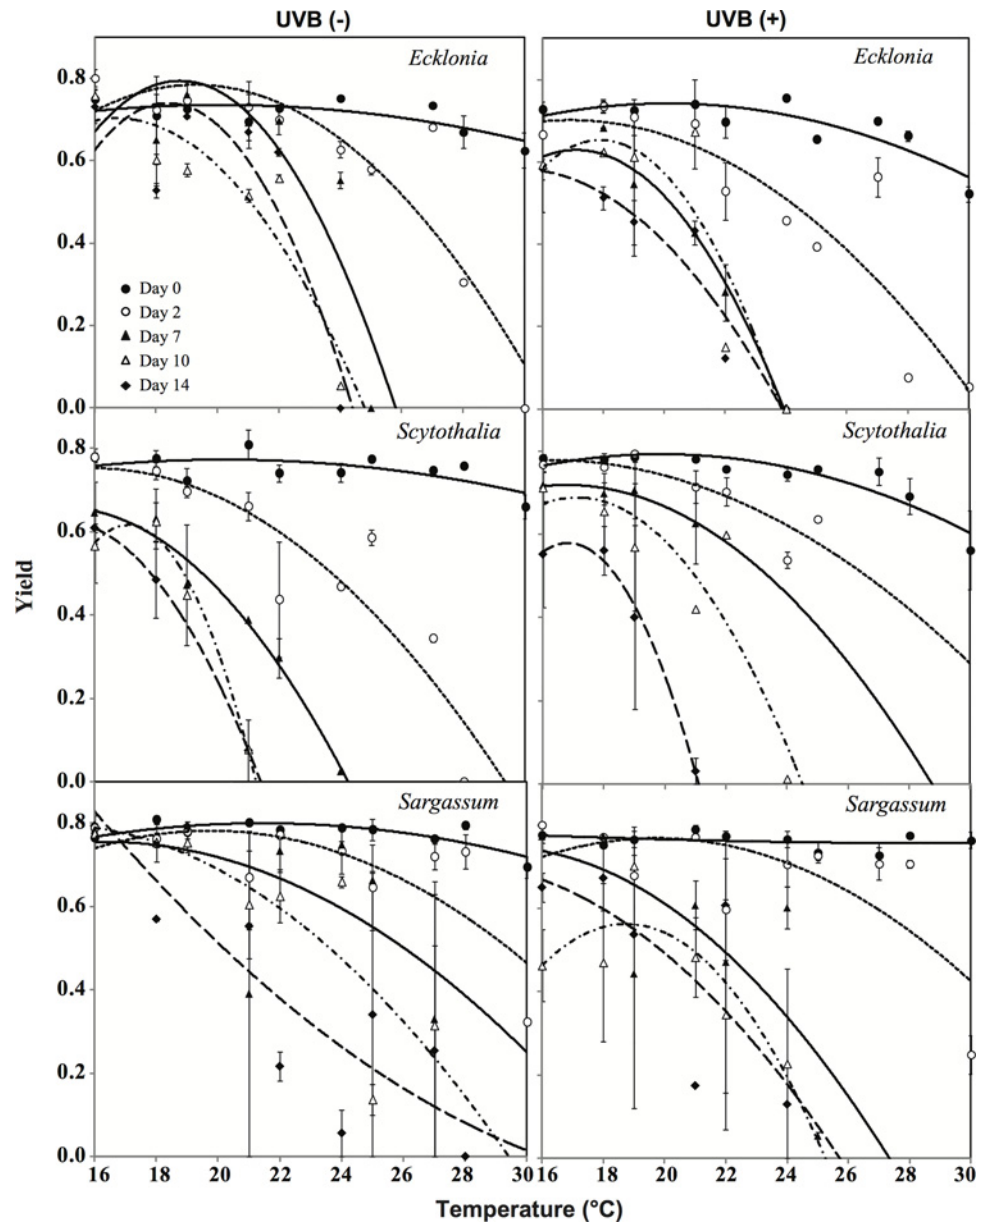 UVB (-)
UVB (+)
Ecklonia
Ecklonia
0.8
0.6
0.4
0.2
0.0
Day 0
Day 2
Day 7
Day 10
Day 14
Scytothalia
Scytothalia
0.8
0.6
0.4
0.2
0.0
Yield
Sargassum
Sargassum
0.8
0.6
0.4
0.2
0.0
16 18 20 22 24 26 28 30
16 18 20 22 24 26 28 30
Temperature (°C)